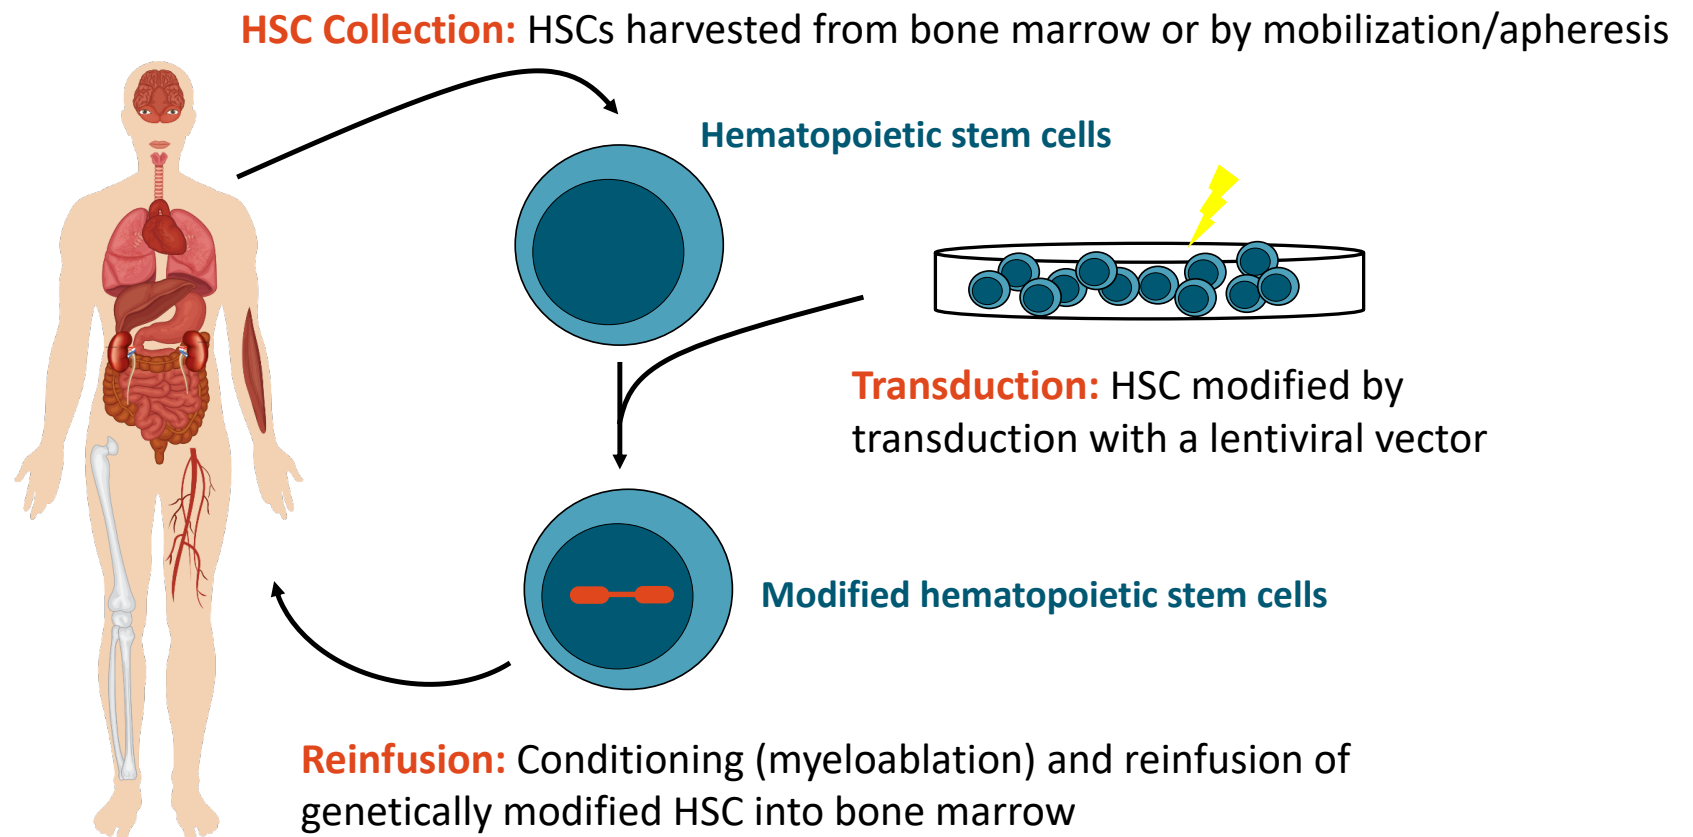 HSC Collection: HSCs harvested from bone marrow or by mobilization/apheresis
Hematopoietic stem cells
Transduction: HSC modified by
transduction with a lentiviral vector
Modified hematopoietic stem cells
Reinfusion: Conditioning (myeloablation) and reinfusion of
genetically modified HSC into bone marrow